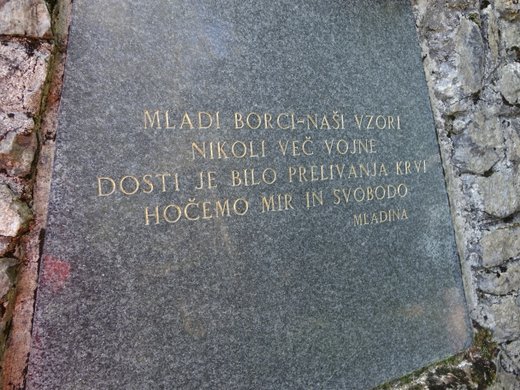 MLADI BORCI-NAŠI VZORI
NIKOLI VEČ VOJNE
DOSTI JE BILO PRELIVANJA KRVI
HOČEMO MIR IN SVOBODO
MLADINA